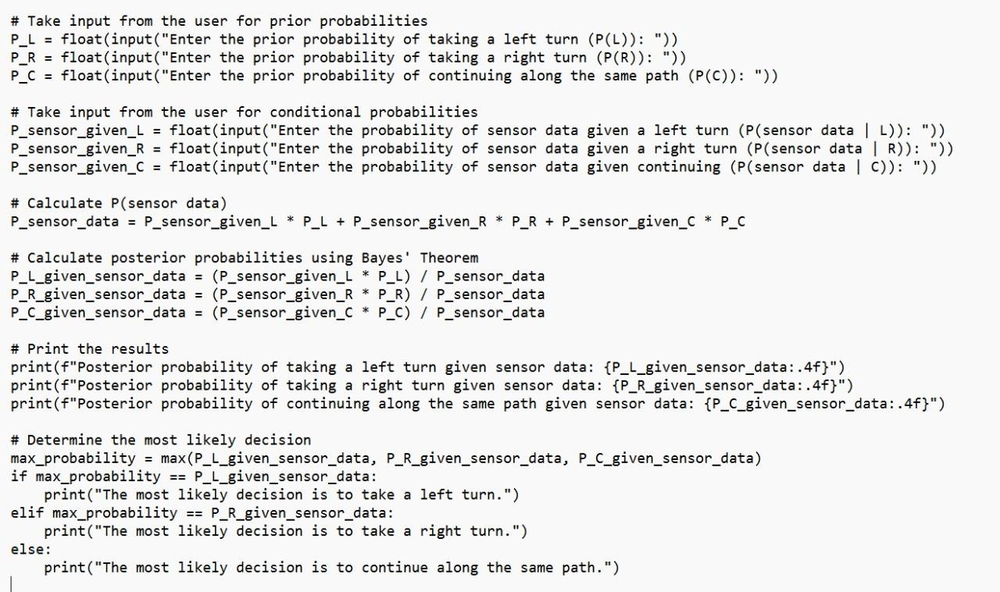 # Take input from the user for prior probabilities
P_L = float(input("Enter the prior probability of taking a left turn (P(L)): "))
P_R = float(input("Enter the prior probability of taking a right turn (P(R)): "))
P_C = float(input("Enter the prior probability of continuing along the same path (P(C)): "))

# Take input from the user for conditional probabilities
P_sensor_given_L = float(input("Enter the probability of sensor data given a left turn (P(sensor data | L)): "))
P_sensor_given_R = float(input("Enter the probability of sensor data given a right turn (P(sensor data | R)): "))
P_sensor_given_C = float(input("Enter the probability of sensor data given continuing (P(sensor data | C)): "))

# Calculate P(sensor data)
P_sensor_data = P_sensor_given_L * P_L + P_sensor_given_R * P_R + P_sensor_given_C * P_C

# Calculate posterior probabilities using Bayes' Theorem
P_L_given_sensor_data = (P_sensor_given_L * P_L) / P_sensor_data
P_R_given_sensor_data = (P_sensor_given_R * P_R) / P_sensor_data
P_C_given_sensor_data = (P_sensor_given_C * P_C) / P_sensor_data

# Print the results
print(f"Posterior probability of taking a left turn given sensor data: {P_L_given_sensor_data:.4f}")
print(f"Posterior probability of taking a right turn given sensor data: {P_R_given_sensor_data:.4f}")
print(f"Posterior probability of continuing along the same path given sensor data: {P_C_given_sensor_data:.4f}")

# Determine the most likely decision
max_probability = max(P_L_given_sensor_data, P_R_given_sensor_data, P_C_given_sensor_data)
if max_probability == P_L_given_sensor_data:
    print("The most likely decision is to take a left turn.")
elif max_probability == P_R_given_sensor_data:
    print("The most likely decision is to take a right turn.")
else:
    print("The most likely decision is to continue along the same path.")